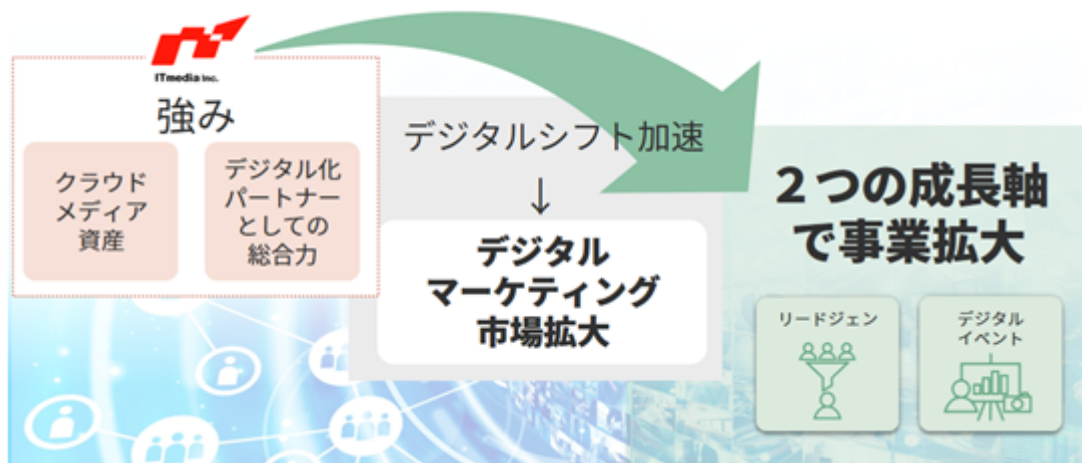 ITmedia Inc.
強み
クラウド
メディア
資産
デジタル化
パートナー
としての
総合力
デジタルシフト加速
↓
デジタル
マーケティング
市場拡大
2つの成長軸
で事業拡大
リードジェン
デジタル
イベント